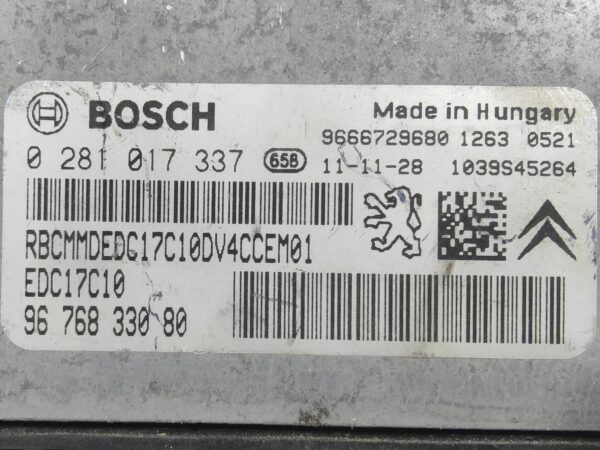 BOSCH Made in Hungary
9666729680 1263 0521
0 281 017 337 658 11-11-28 1039S45264
RBCMMDEDG17C10DV4CCEM01
EDC17C10
96 768 330 80